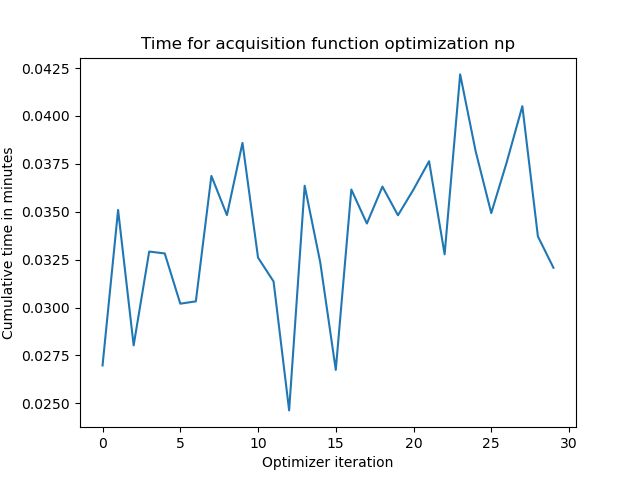 Time for acquisition function optimization np
Cumulative time in minutes
0.0425
0.0400
0.0375
0.0350
0.0325
0.0300
0.0275
0.0250
0 5 10 15 20 25 30
Optimizer iteration